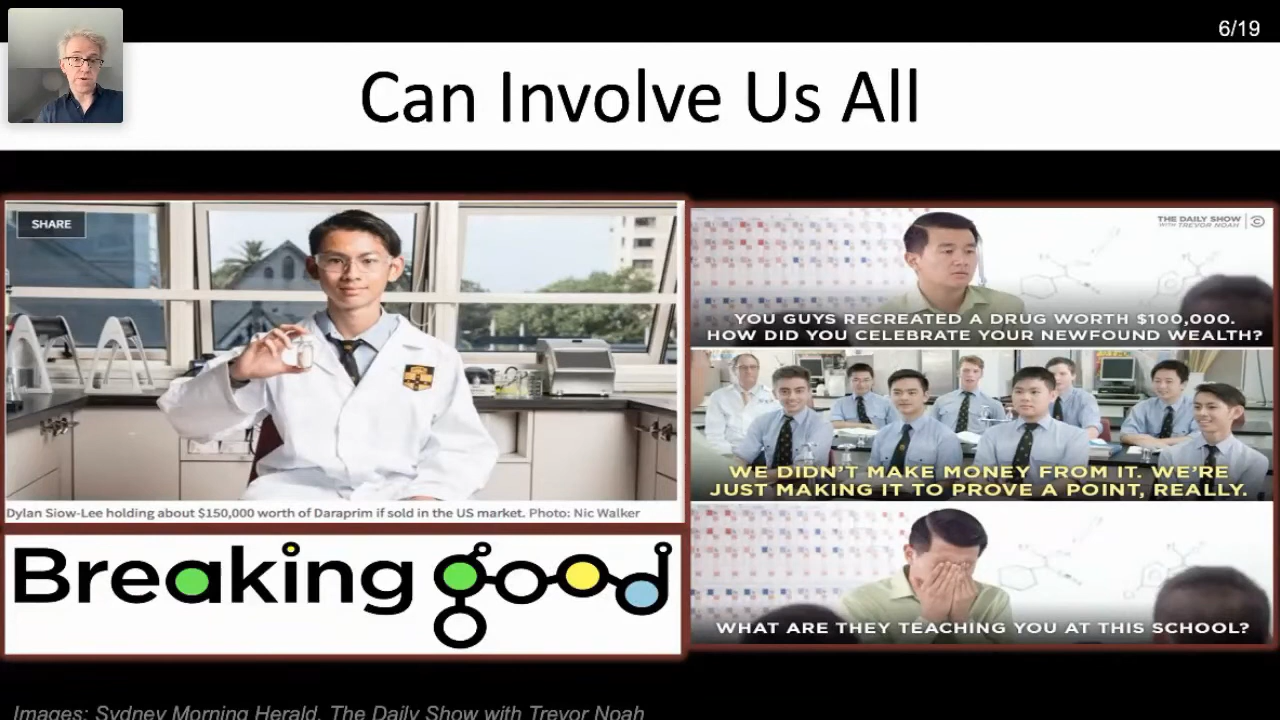 6/19
Can Involve Us All
SHARE
Dylan Siow-Lee holding about $150,000 worth of Daraprim if sold in the US market. Photo: Nic Walker
Breaking good
THE DAILY SHOW
WITH TREVOR NOAH
YOU GUYS RECREATED A DRUG WORTH $100,000.
HOW DID YOU CELEBRATE YOUR NEWFOUND WEALTH?
WE DIDN'T MAKE MONEY FROM IT. WE'RE
JUST MAKING IT TO PROVE A POINT, REALLY.
WHAT ARE THEY TEACHING YOU AT THIS SCHOOL?
Images: Sydney Morning Herald, The Daily Show with Trevor Noah